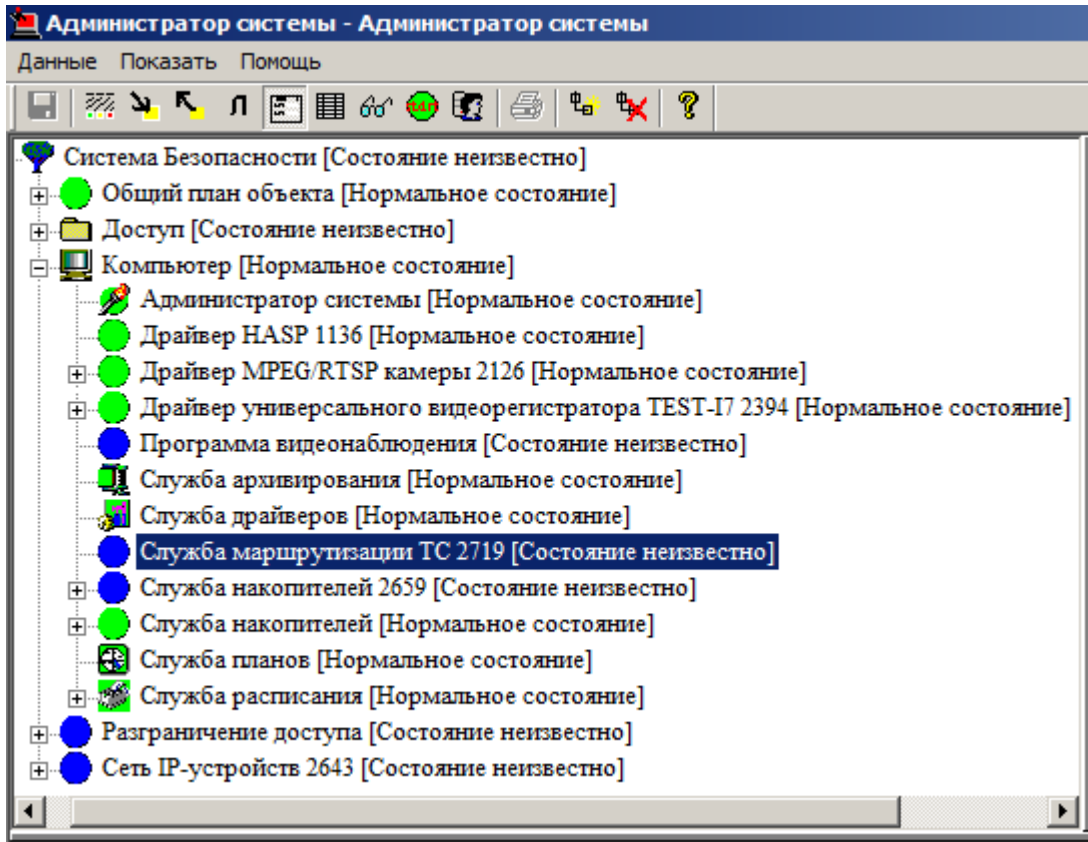 Администратор системы - Администратор системы
Данные Показать Помощь
Л t4n ?
Система Безопасности [Состояние неизвестно]
Общий план объекта [Нормальное состояние]
Доступ [Состояние неизвестно]
Компьютер [Нормальное состояние]
Администратор системы [Нормальное состояние]
Драйвер HASP 1136 [Нормальное состояние]
Драйвер MPEG/RTSP камеры 2126 [Нормальное состояние]
Драйвер универсального видеорегистратора TEST-I7 2394 [Нормальное состояние]
Программа видеонаблюдения [Состояние неизвестно]
Служба архивирования [Нормальное состояние]
Служба драйверов [Нормальное состояние]
Служба маршрутизации ТС 2719 [Состояние неизвестно]
Служба накопителей 2659 [Состояние неизвестно]
Служба накопителей [Нормальное состояние]
Служба планов [Нормальное состояние]
Служба расписания [Нормальное состояние]
Разграничение доступа [Состояние неизвестно]
Сеть IP-устройств 2643 [Состояние неизвестно]